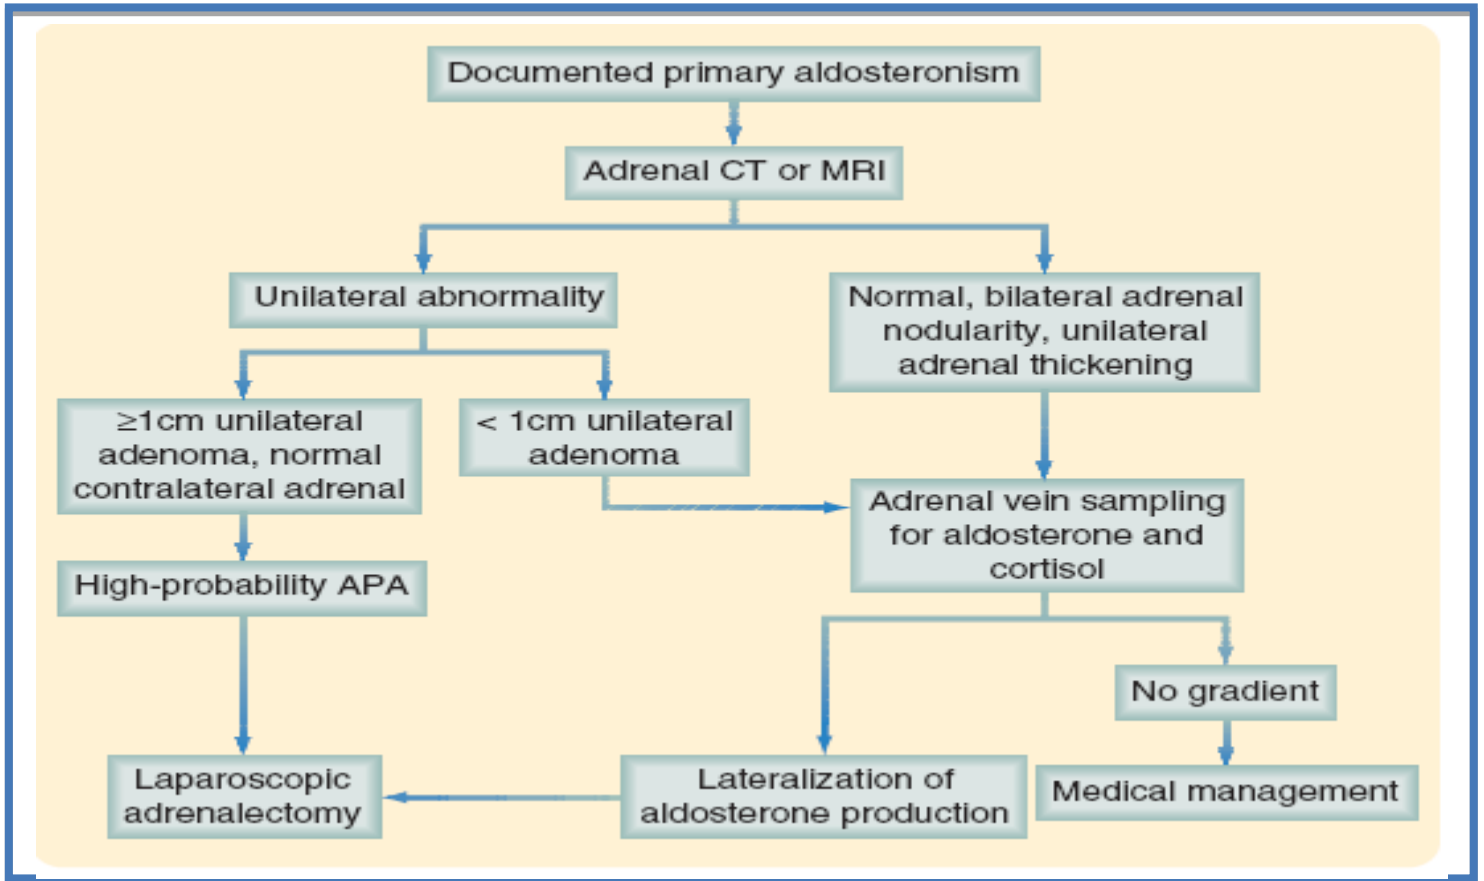 Documented primary aldosteronism
Adrenal CT or MRI
Unilateral abnormality
Normal, bilateral adrenal
nodularity, unilateral
adrenal thickening
≥1cm unilateral
adenoma, normal
contralateral adrenal
< 1cm unilateral
adenoma
Adrenal vein sampling
for aldosterone and
cortisol
High-probability APA
No gradient
Laparoscopic
adrenalectomy
Lateralization of
aldosterone production
Medical management